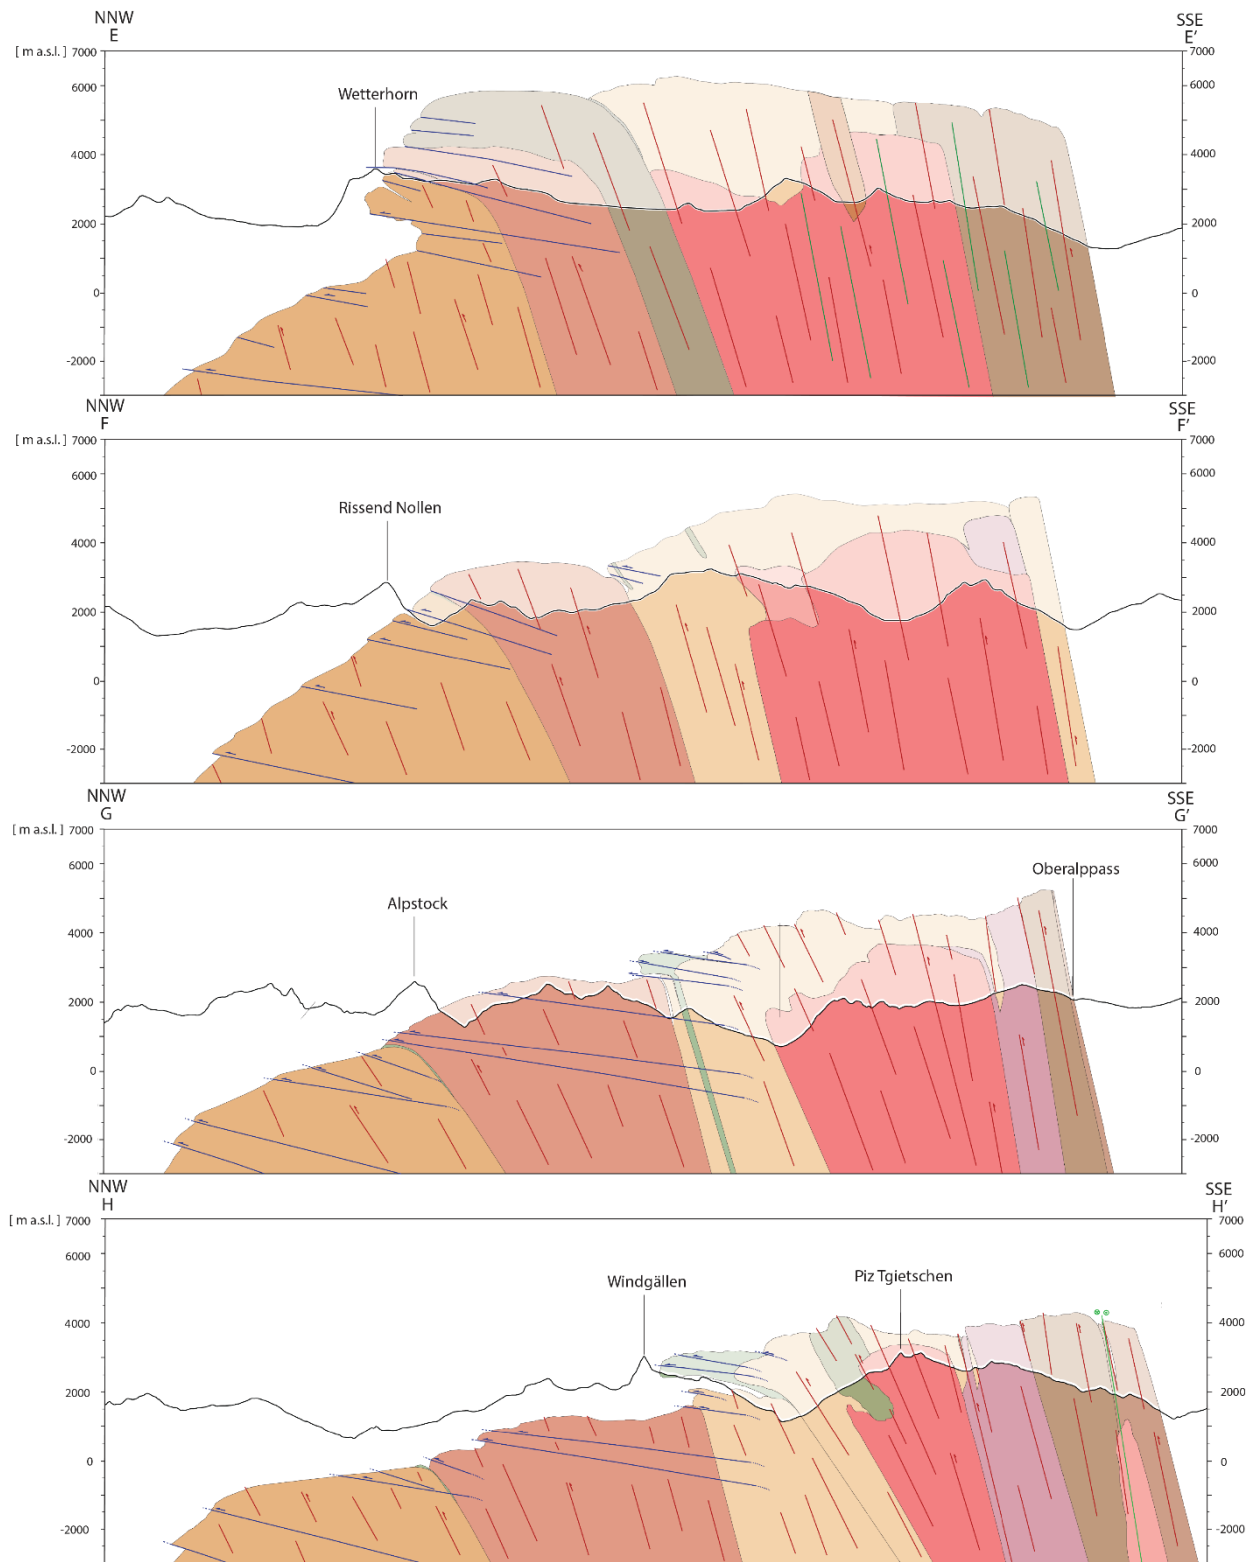 NNW SSE
E E'
[ m a.s.l. ] 7000 7000
6000 6000
Wetterhorn
4000 4000
2000 2000
0 0
-2000 -2000
NNW SSE
F F'
[ m a.s.l. ] 7000 7000
6000 6000
Rissend Nollen
4000 4000
2000 2000
0 0
-2000 -2000
NNW SSE
G G'
[ m a.s.l. ] 7000 7000
6000 6000
Oberalppass
Alpstock
4000 4000
2000 2000
0 0
-2000 -2000
NNW SSE
H H'
[ m a.s.l. ] 7000 7000
6000 6000
Windgällen Piz Tgietschen
4000 4000
2000 2000
0 0
-2000 -2000